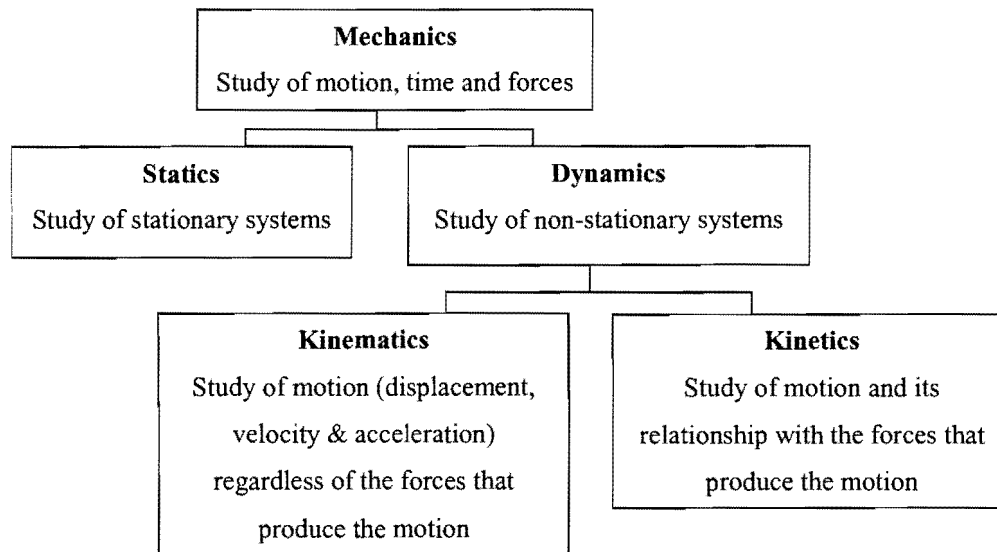 Mechanics
Study of motion, time and forces
Statics
Study of stationary systems
Dynamics
Study of non-stationary systems
Kinematics
Study of motion (displacement,
velocity & acceleration)
regardless of the forces that
produce the motion
Kinetics
Study of motion and its
relationship with the forces that
produce the motion